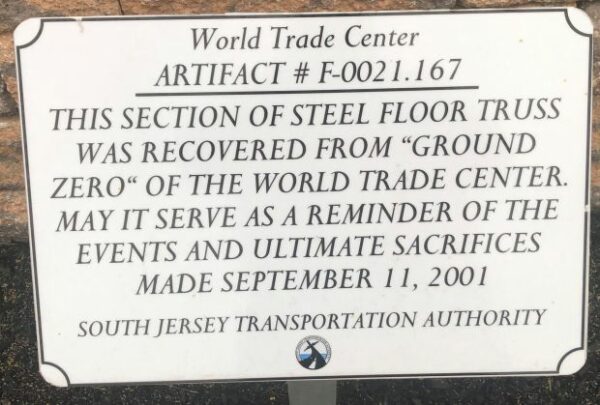 World Trade Center
ARTIFACT # F-0021.167
THIS SECTION OF STEEL FLOOR TRUSS
WAS RECOVERED FROM “GROUND
ZERO“ OF THE WORLD TRADE CENTER.
MAY IT SERVE AS A REMINDER OF THE
EVENTS AND ULTIMATE SACRIFICES
MADE SEPTEMBER 11, 2001
SOUTH JERSEY TRANSPORTATION AUTHORITY